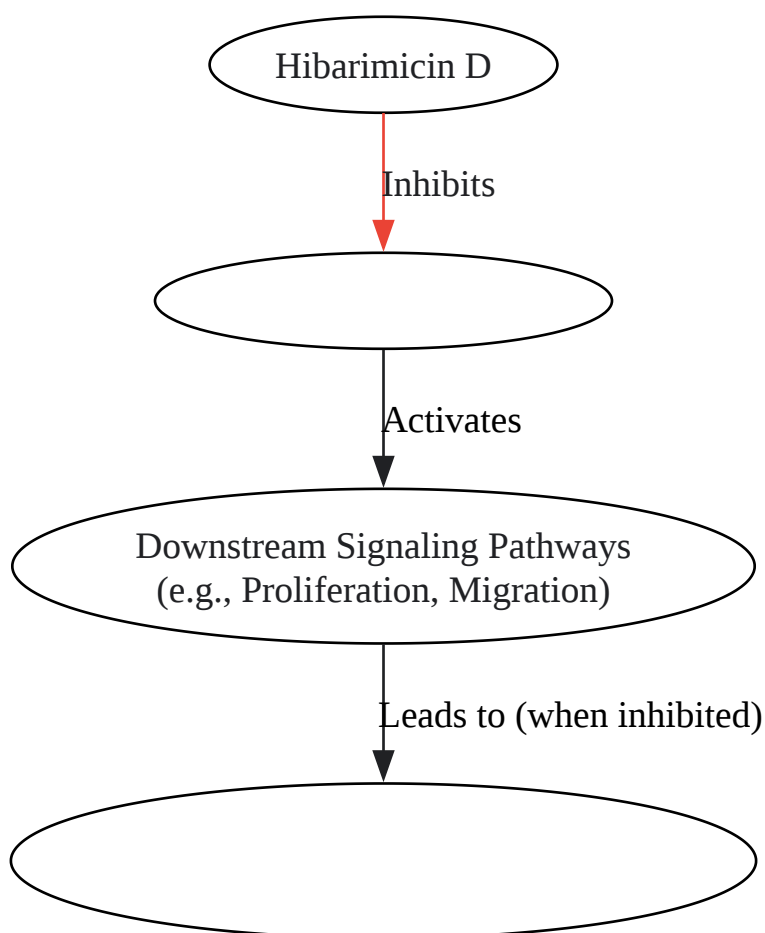 Hibarimicin D
Inhibits
Activates
Downstream Signaling Pathways
(e.g., Proliferation, Migration)
Leads to (when inhibited)